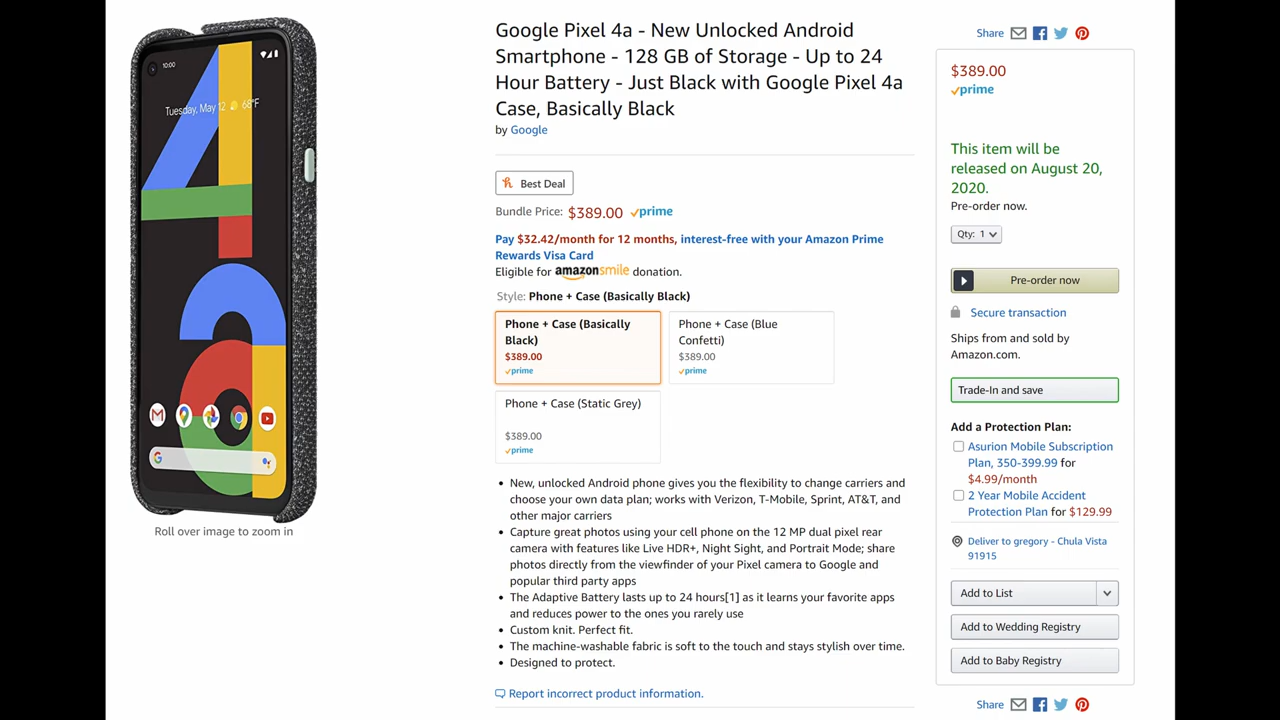 10:00
Tuesday, May 12 68°F
Roll over image to zoom in
Google Pixel 4a - New Unlocked Android
Smartphone - 128 GB of Storage - Up to 24
Hour Battery - Just Black with Google Pixel 4a
Case, Basically Black
by Google
Best Deal
Bundle Price: $389.00 prime
Pay $32.42/month for 12 months, interest-free with your Amazon Prime
Rewards Visa Card
Eligible for amazonsmile donation.
Style: Phone + Case (Basically Black)
Phone + Case (Basically
Black)
$389.00
prime
Phone + Case (Blue
Confetti)
$389.00
prime
Phone + Case (Static Grey)
$389.00
prime
New, unlocked Android phone gives you the flexibility to change carriers and
choose your own data plan; works with Verizon, T-Mobile, Sprint, AT&T, and
other major carriers
Capture great photos using your cell phone on the 12 MP dual pixel rear
camera with features like Live HDR+, Night Sight, and Portrait Mode; share
photos directly from the viewfinder of your Pixel camera to Google and
popular third party apps
The Adaptive Battery lasts up to 24 hours[1] as it learns your favorite apps
and reduces power to the ones you rarely use
Custom knit. Perfect fit.
The machine-washable fabric is soft to the touch and stays stylish over time.
Designed to protect.
Report incorrect product information.
Share
$389.00
prime
This item will be
released on August 20,
2020.
Pre-order now.
Qty: 1
Pre-order now
Secure transaction
Ships from and sold by
Amazon.com.
Trade-In and save
Add a Protection Plan:
Asurion Mobile Subscription
Plan, 350-399.99 for
$4.99/month
2 Year Mobile Accident
Protection Plan for $129.99
Deliver to gregory - Chula Vista
91915
Add to List
Add to Wedding Registry
Add to Baby Registry
Share